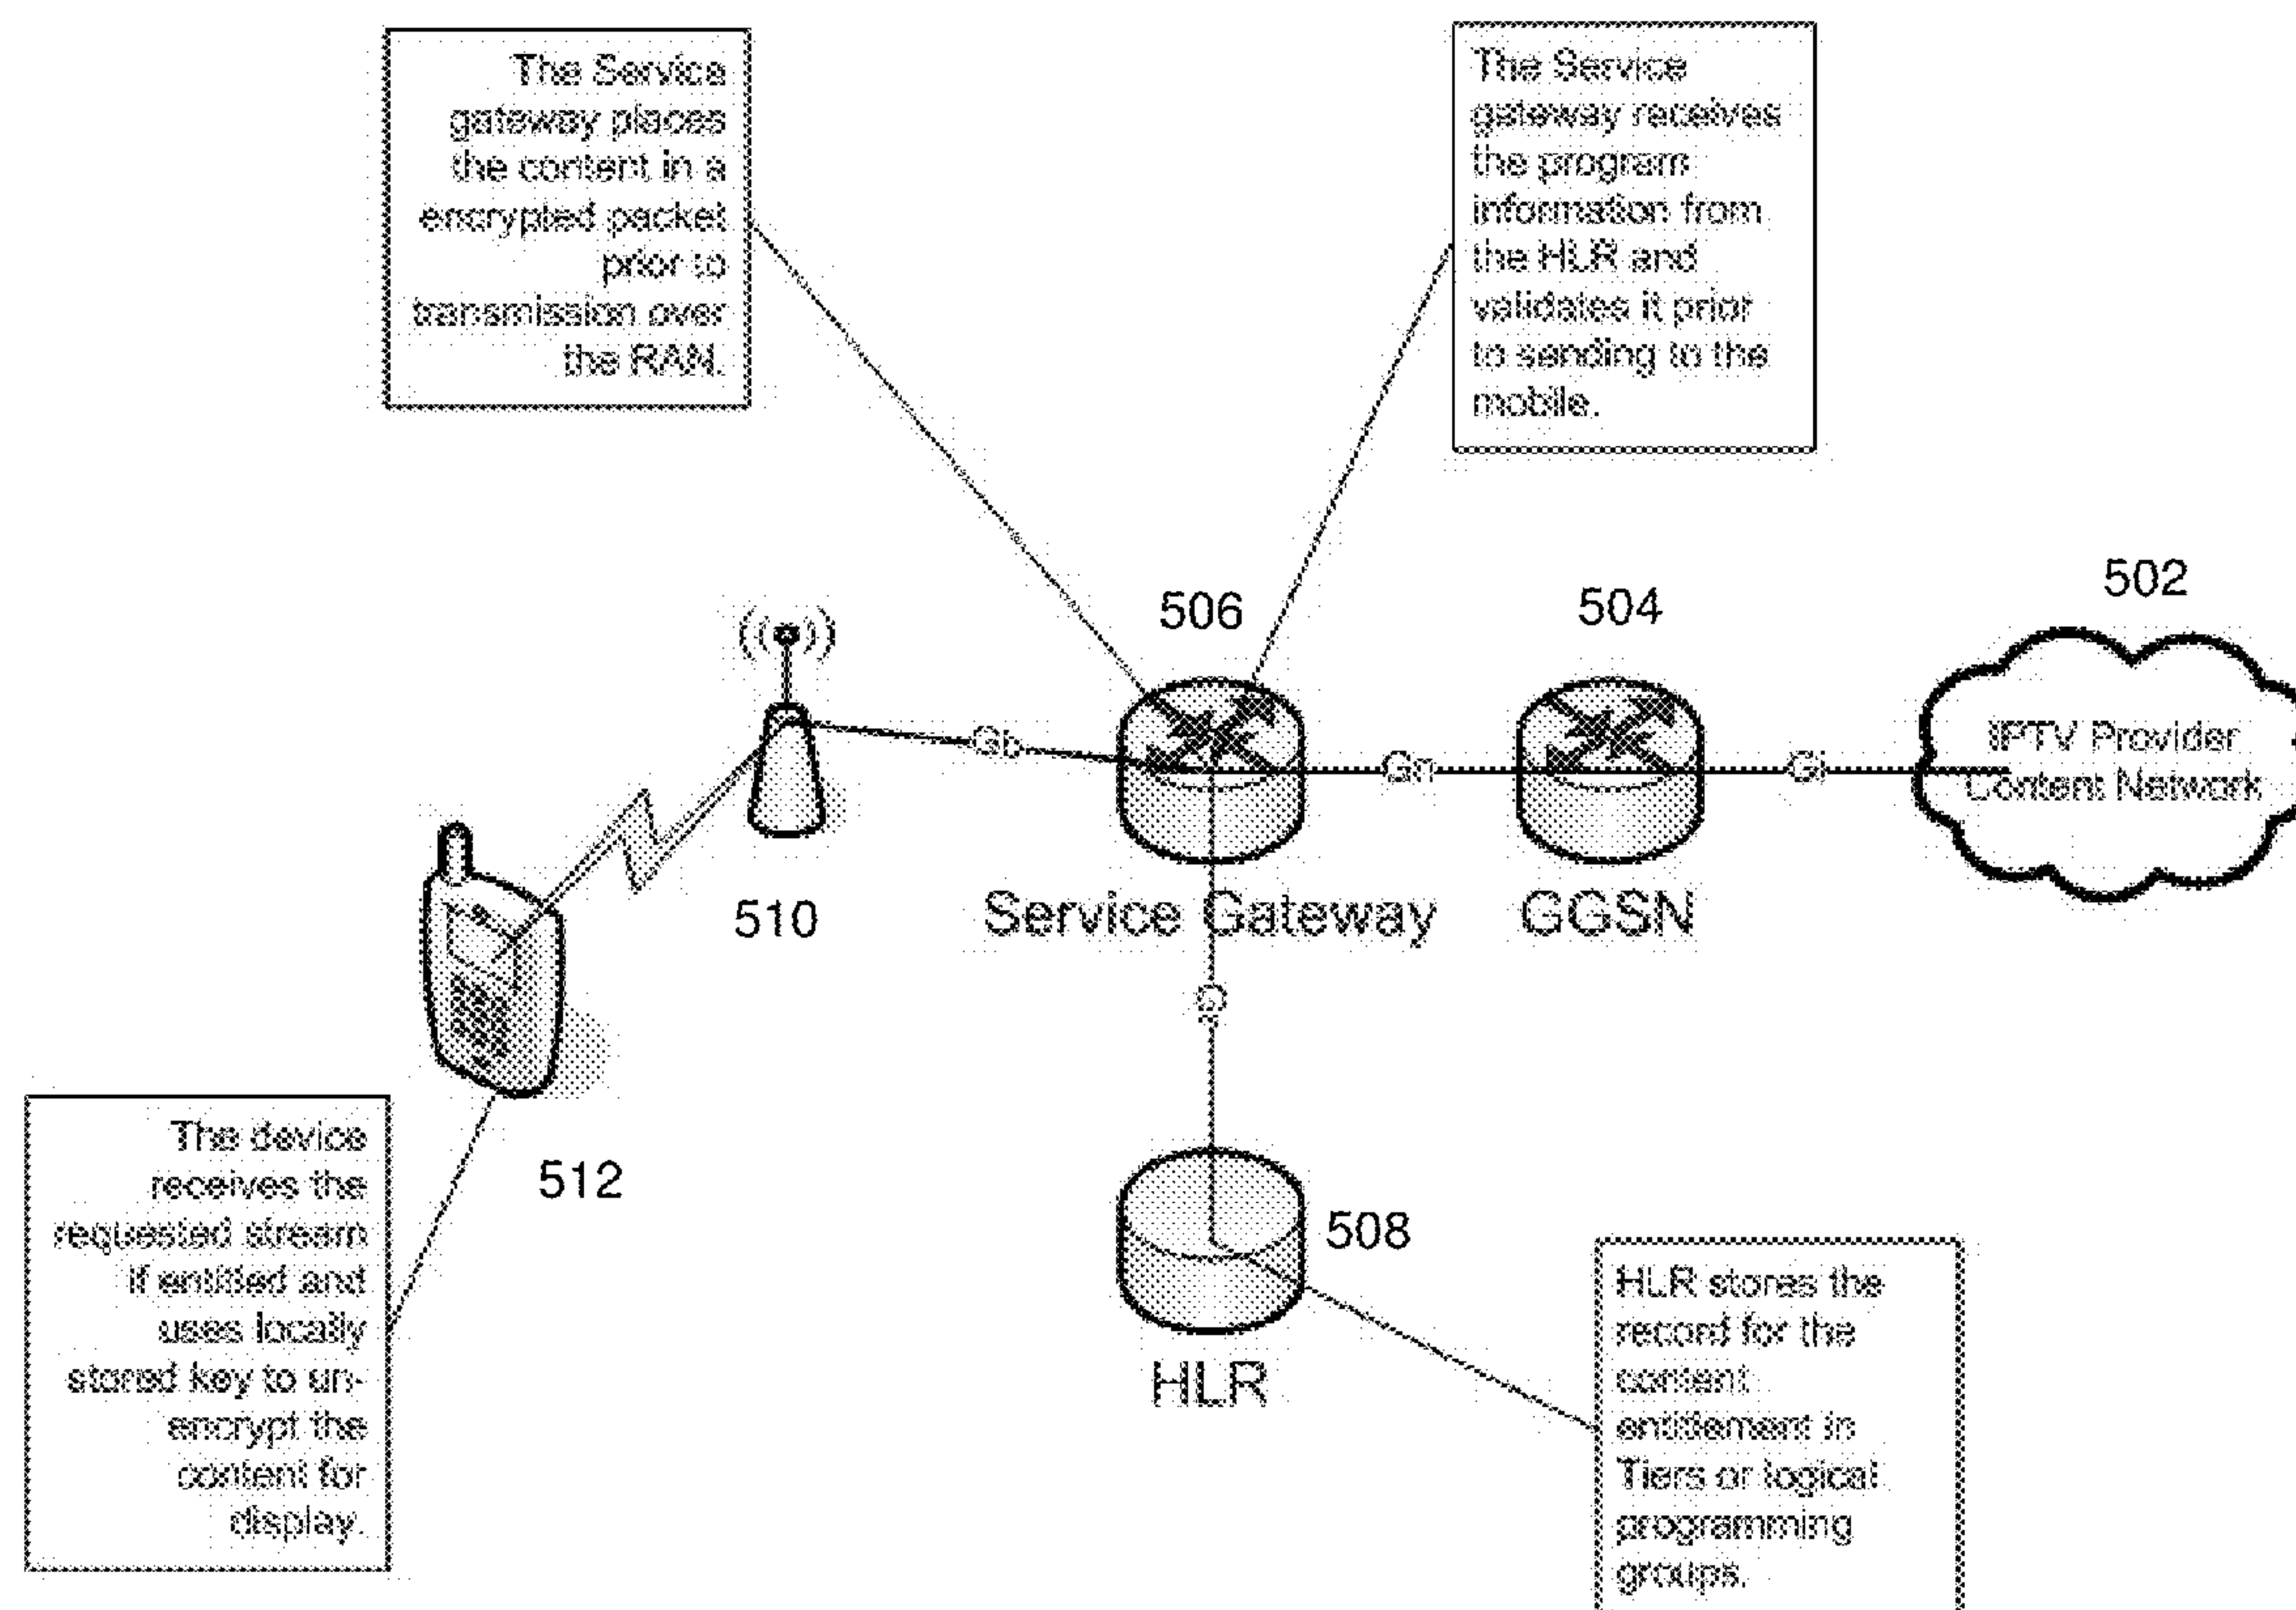 The Service
gateway places
the content in a
encrypted packet
prior to
transmission over
the RAN.
The Service
gateway receives
the program
information from
the HLR and
validates it prior
to sending to the
mobile.
506
504
502
IPTV Provider
Content Network
Gb
Gn
Gi
510
Service Gateway
GGSN
512
The device
receives the
requested stream
if entitled and
uses locally
stored key to un-
encrypt the
content for
display.
508
HLR
HLR stores the
record for the
content
entitlement in
Tiers or logical
programming
groups.